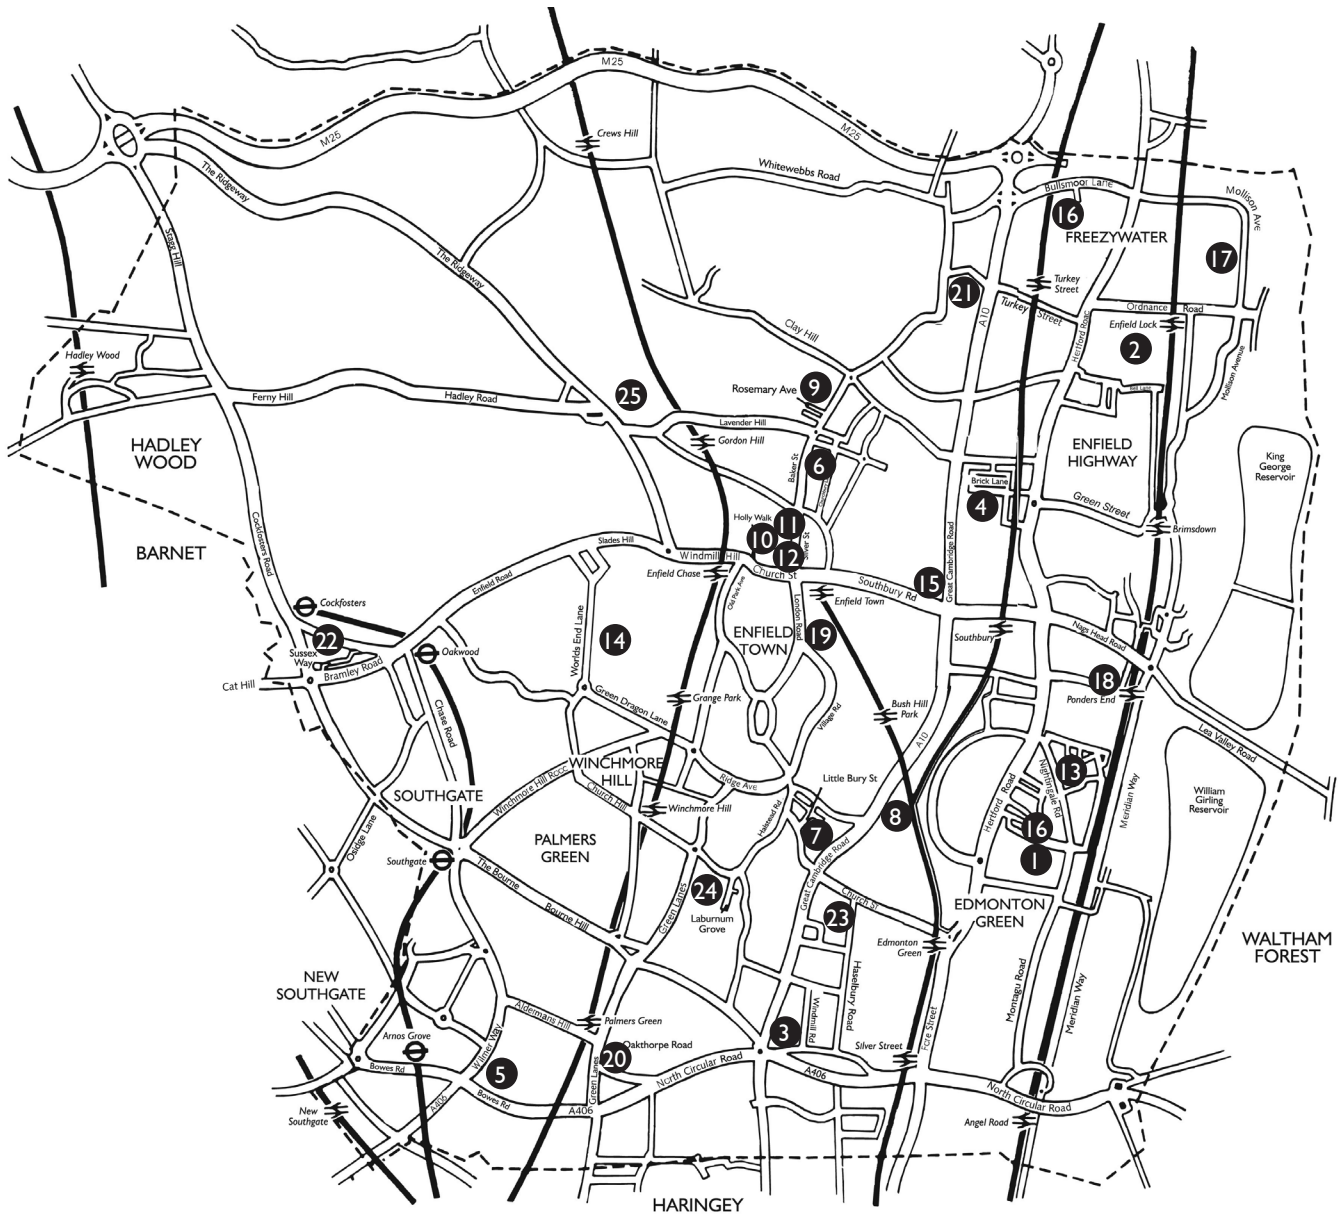 M25
Crews Hill
M25
M25
The Ridgeway
Whitewebbs Road
Bullsmoor Lane
Mollison Ave
16
FREEZYWATER
Stagg Hill
The Ridgeway
17
Turkey
Street
21
Turkey Street
A10
Ordnance Road
Hertford Road
Enfield Lock
Clay Hill
2
Hadley Wood
Mollison Avenue
Rosemary Ave
9
25
Ferny Hill
Hadley Road
Lavender Hill
Gordon Hill
HADLEY
WOOD
ENFIELD
HIGHWAY
King
George
Reservoir
Baker St
6
Brick Lane
4
Green Street
Brimsdown
Holly Walk
11
10
12
Silver St
BARNET
Cockfosters Road
Slades Hill
Windmill Hill
Enfield Chase
Church St
Southbury Rd
15
Great Cambridge Road
Enfield Road
Old Park Ave
London Road
Enfield Town
Cockfosters
22
Sussex
Way
Bramley Road
Oakwood
Cat Hill
Worlds End Lane
14
ENFIELD
TOWN
19
Southbury
Nags Head Road
18
Ponders End
Green Dragon Lane
Grange Park
Village Rd
Bush Hill
Park
Lea Valley Road
Chase Road
A10
WINCHMORE
HILL
Winchmore Hill Rd
Ridge Ave
Little Bury St
13
Nightingale Rd
Hertford Road
Meridian Way
William
Girling
Reservoir
SOUTHGATE
Church Hill
Winchmore Hill
Halstead Rd
7
8
16
1
Osidge Lane
PALMERS
GREEN
Great Cambridge Road
Southgate
The Bourne
Bourne Hill
Green Lanes
24
Laburnum
Grove
Church St
23
EDMONTON
GREEN
Edmonton
Green
WALTHAM
FOREST
NEW
SOUTHGATE
Haselbury Road
Montagu Road
Meridian Way
Aldermans Hill
Palmers Green
Windmill Rd
3
Fore Street
Arnos Grove
Wilmer Way
Oakthorpe Road
20
Silver Street
Bowes Rd
5
North Circular Road
A406
North Circular Road
Green Lanes
Bowes Rd
A406
A406
New
Southgate
Angel Road
HARINGEY